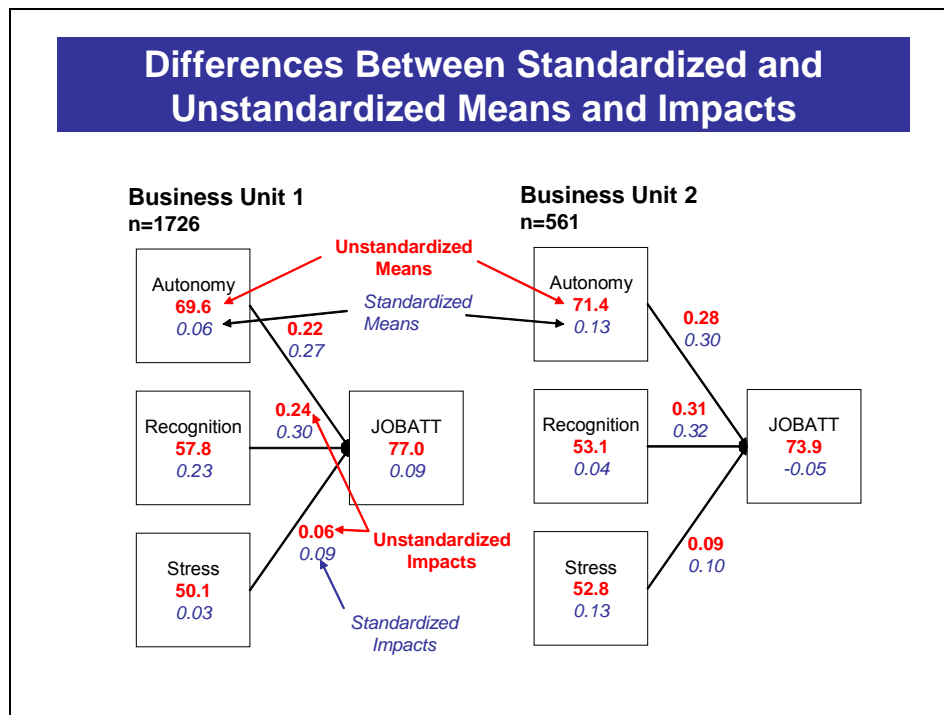 Differences Between Standardized and
Unstandardized Means and Impacts
Business Unit 1
n=1726
Autonomy
69.6
0.06
0.22
0.27
Recognition
57.8
0.23
0.24
0.30
JOBATT
77.0
0.09
Stress
50.1
0.03
0.06
0.09
Unstandardized
Means
Standardized
Means
Unstandardized
Impacts
Standardized
Impacts
Business Unit 2
n=561
Autonomy
71.4
0.13
0.28
0.30
Recognition
53.1
0.04
0.31
0.32
JOBATT
73.9
-0.05
Stress
52.8
0.13
0.09
0.10